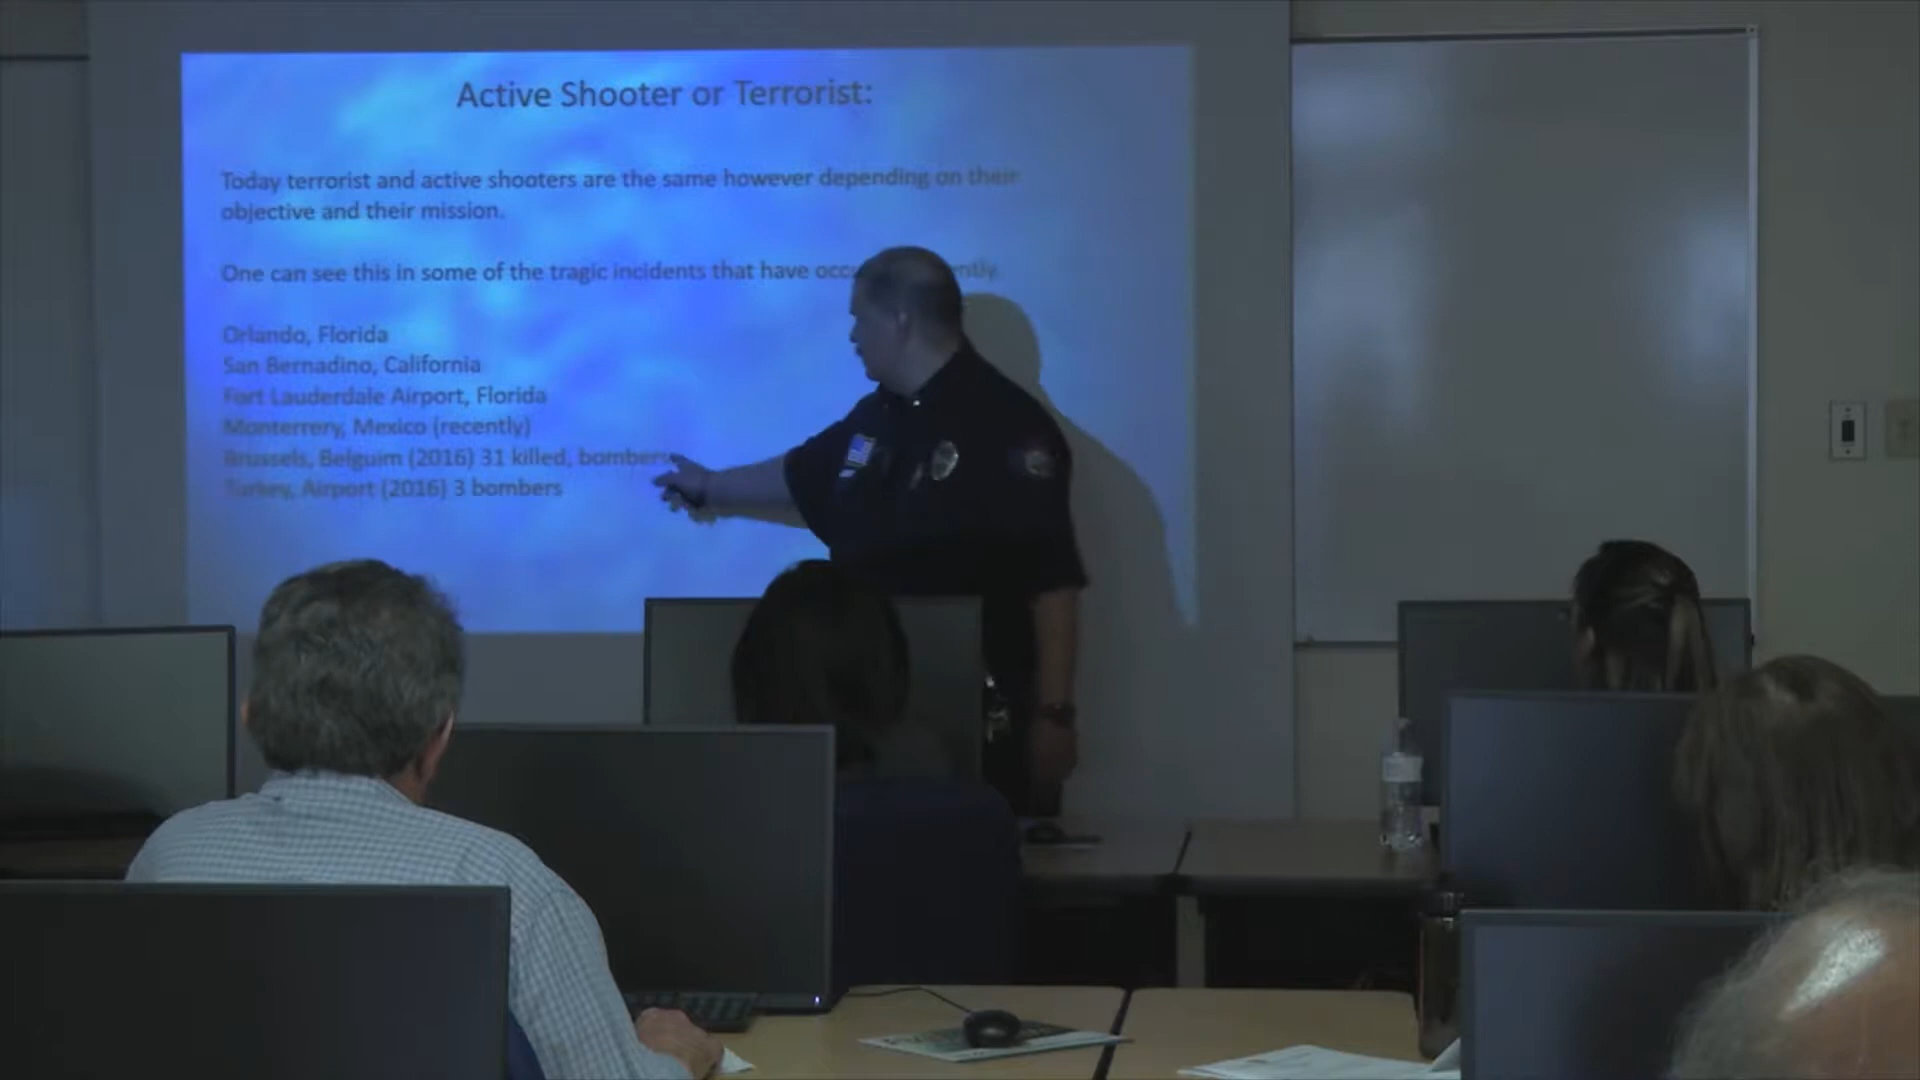 Active Shooter or Terrorist:
Today terrorist and active shooters are the same however depending on their
objective and their mission.
One can see this in some of the tragic incidents that have
Orlando, Florida
San Bernadino, California
Fort Lauderdale Airport, Florida
Monterrery, Mexico (recently)
Brussels, Belguim (2016) 31 killed, bombers
Turkey, Airport (2016) 3 bombers